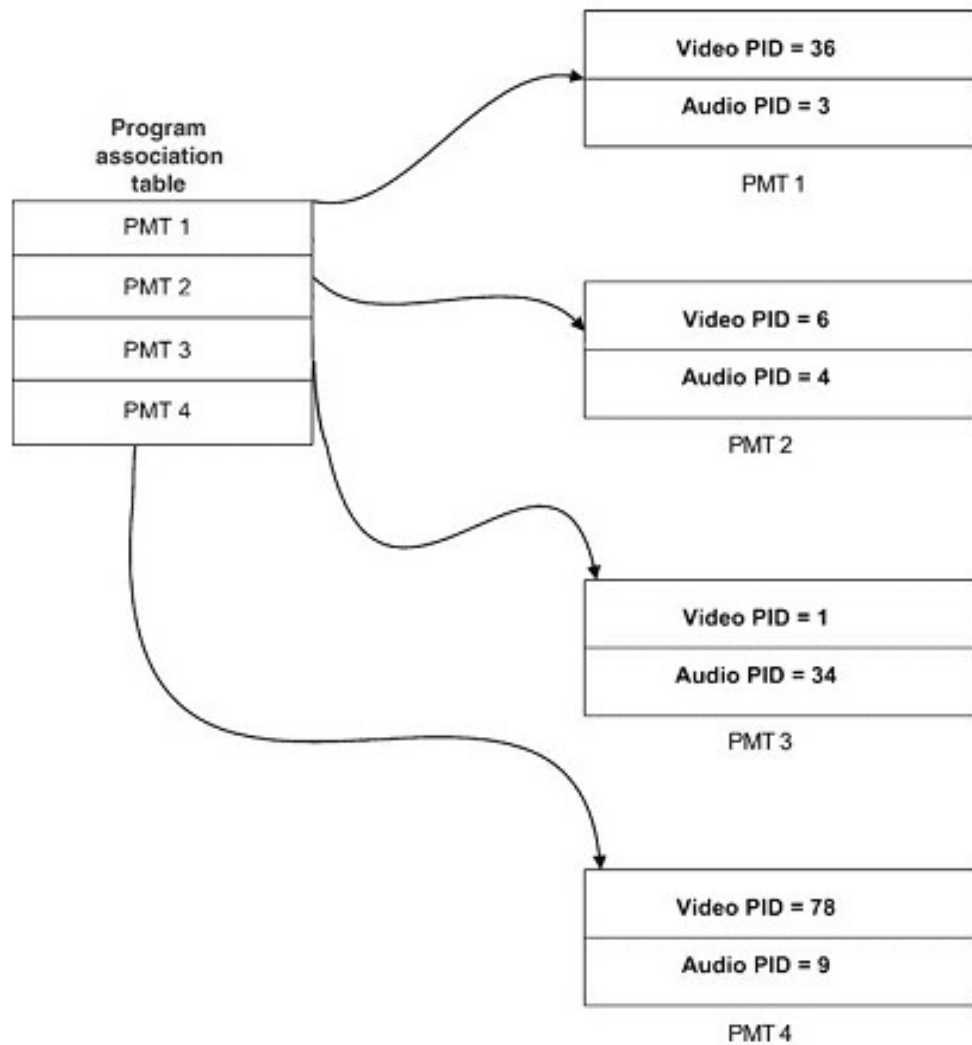 Program
association
table
PMT 1
PMT 2
PMT 3
PMT 4
Video PID = 36
Audio PID = 3
PMT 1
Video PID = 6
Audio PID = 4
PMT 2
Video PID = 1
Audio PID = 34
PMT 3
Video PID = 78
Audio PID = 9
PMT 4